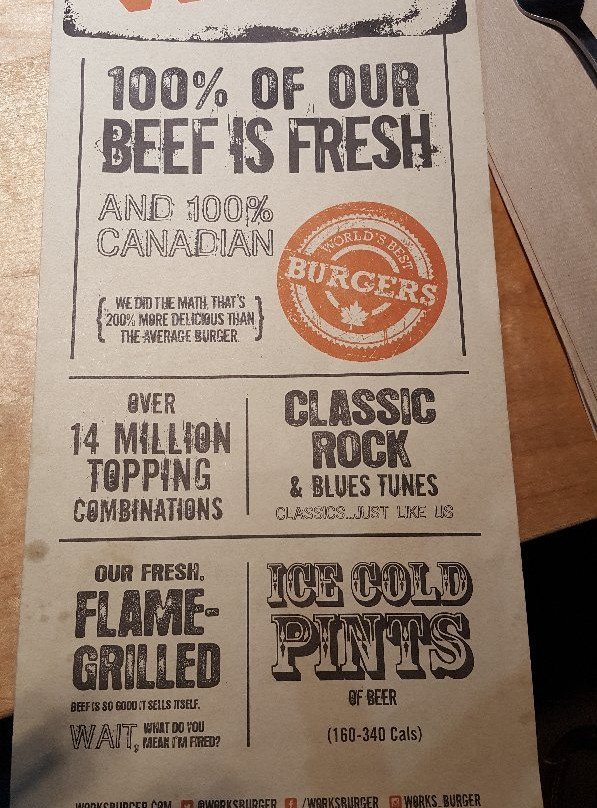 100% OF OUR
BEEF IS FRESH
AND 100%
CANADIAN
WORLD'S BEST
BURGERS
{ WE DID THE MATH, THAT'S
200% MORE DELICIOUS THAN
THE AVERAGE BURGER. }
OVER
14 MILLION
TOPPING
COMBINATIONS
CLASSIC
ROCK
& BLUES TUNES
CLASSICS...JUST LIKE US
OUR FRESH,
FLAME-
GRILLED
BEEF IS SO GOOD IT SELLS ITSELF.
WAIT, WHAT DO YOU
MEAN I'M FIRED?
ICE COLD
PINTS
OF BEER
(160-340 Cals)
WORKSBURGER.COM @WORKSBURGER /WORKSBURGER WORKS_BURGER